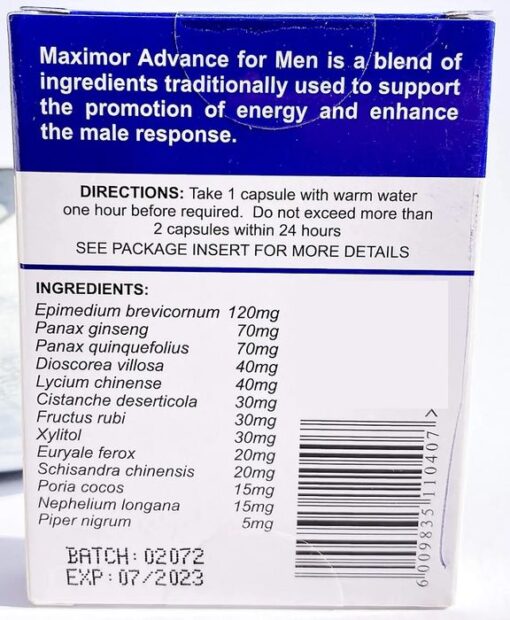 Maximor Advance for Men is a blend of
ingredients traditionally used to support
the promotion of energy and enhance
the male response.
DIRECTIONS: Take 1 capsule with warm water
one hour before required. Do not exceed more than
2 capsules within 24 hours
SEE PACKAGE INSERT FOR MORE DETAILS
INGREDIENTS:
Epimedium brevicornum 120mg
Panax ginseng 70mg
Panax quinquefolius 70mg
Dioscorea villosa 40mg
Lycium chinense 40mg
Cistanche deserticola 30mg
Fructus rubi 30mg
Xylitol 30mg
Euryale ferox 20mg
Schisandra chinensis 20mg
Poria cocos 15mg
Nephelium longana 15mg
Piper nigrum 5mg
BATCH: 02072
EXP: 07/2023
6 009835 110407 >